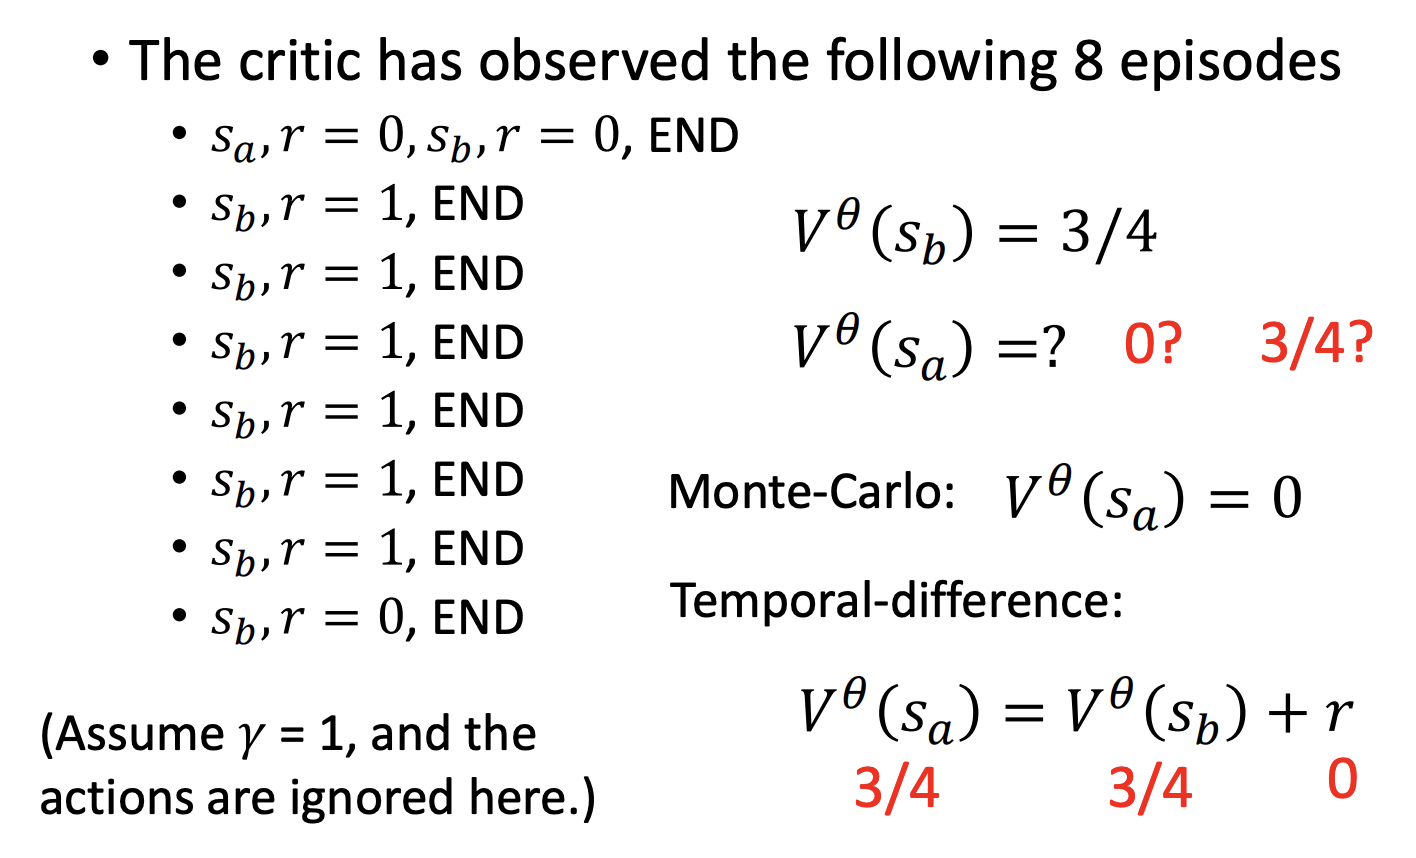 • The critic has observed the following 8 episodes
• $s_a, r = 0, s_b, r = 0$, END
• $s_b, r = 1$, END
• $s_b, r = 1$, END
• $s_b, r = 1$, END
• $s_b, r = 1$, END
• $s_b, r = 1$, END
• $s_b, r = 1$, END
• $s_b, r = 0$, END
(Assume $\gamma$ = 1, and the
actions are ignored here.)
$V^\theta(s_b) = 3/4$
$V^\theta(s_a) =?$ 0? 3/4?
Monte-Carlo: $V^\theta(s_a) = 0$
Temporal-difference:
$V^\theta(s_a) = V^\theta(s_b) + r$
3/4 3/4 0